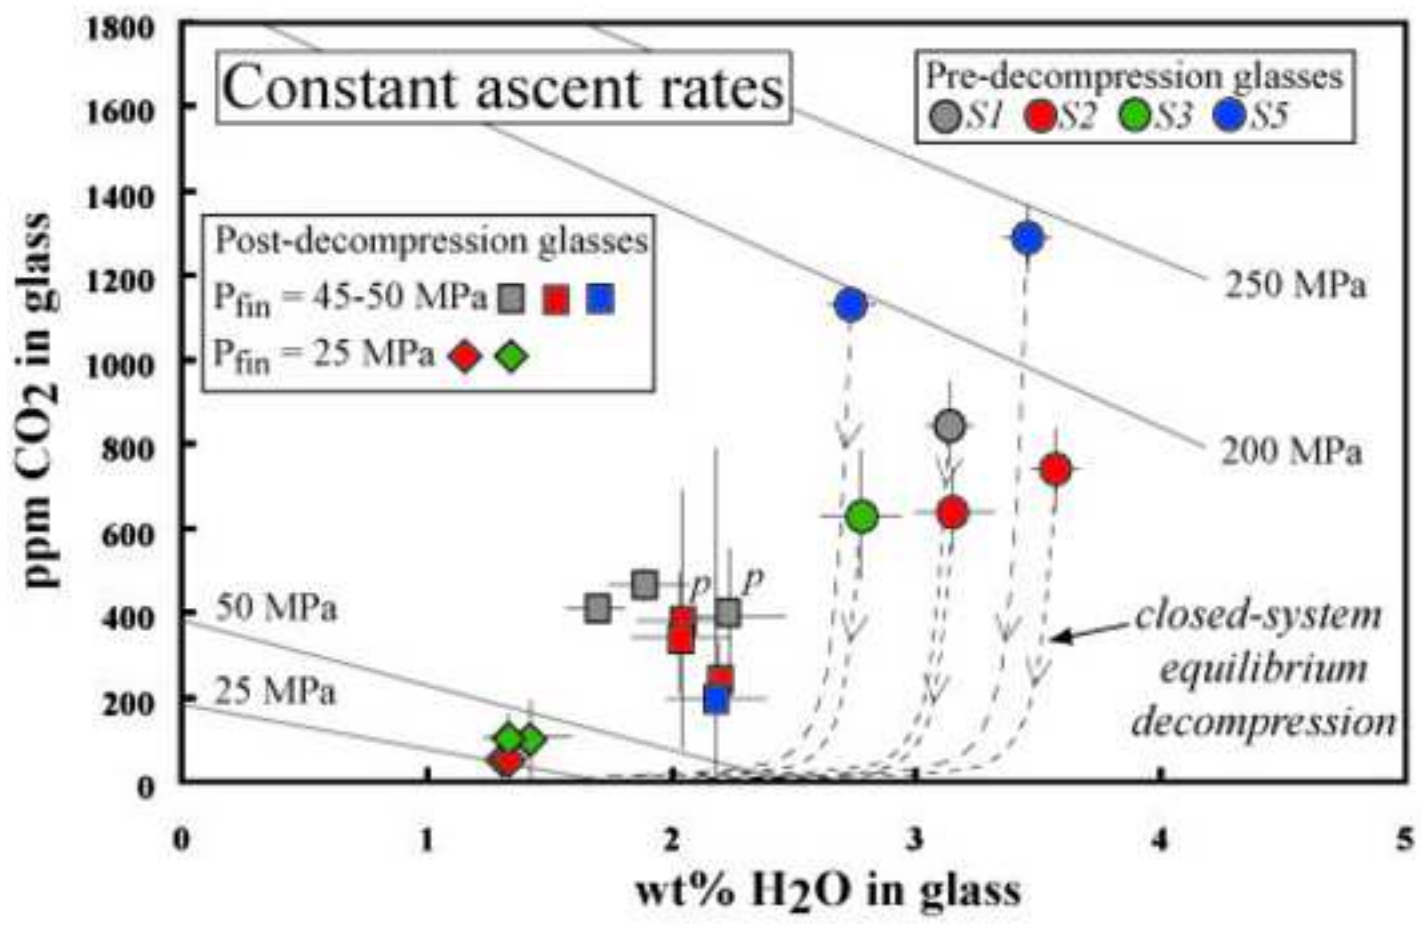 Constant ascent rates
Pre-decompression glasses
S1 S2 S3 S5
Post-decompression glasses
Pfin = 45-50 MPa
Pfin = 25 MPa
250 MPa
200 MPa
50 MPa
25 MPa
p p
closed-system
equilibrium
decompression
ppm CO2 in glass
1800
1600
1400
1200
1000
800
600
400
200
0
0 1 2 3 4 5
wt% H2O in glass